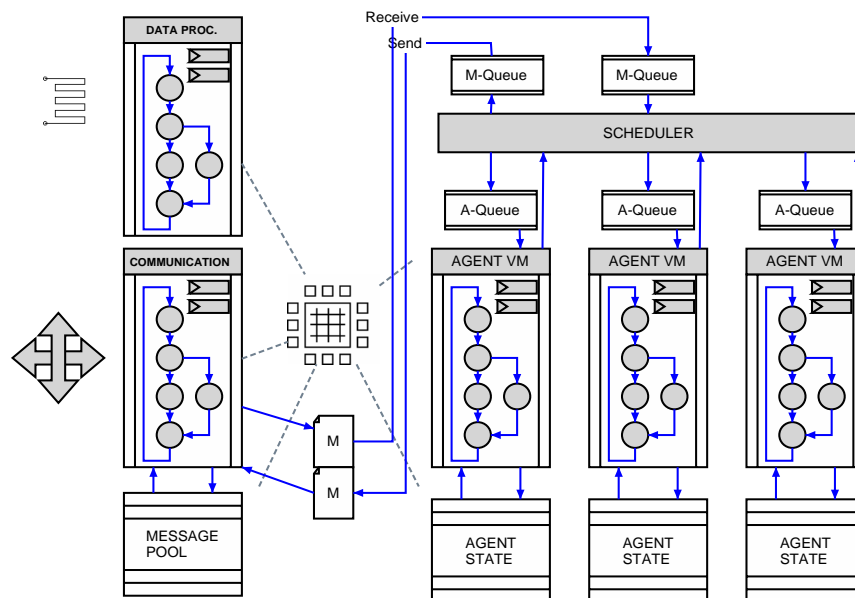 Receive
Send
DATA PROC.
M-Queue
M-Queue
SCHEDULER
A-Queue
A-Queue
A-Queue
COMMUNICATION
AGENT VM
AGENT VM
AGENT VM
M
M
MESSAGE
POOL
AGENT
STATE
AGENT
STATE
AGENT
STATE